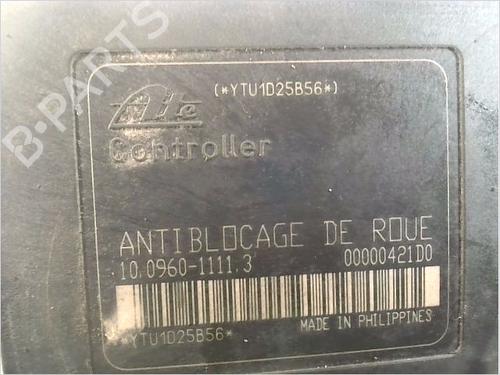 B-PARTS
(*YTU1D25B56*)
Ate
Controller
ANTIBLOCAGE DE ROUE
10.0960-1111.3 00000421D0
*YTU1D25B56*
MADE IN PHILIPPINES